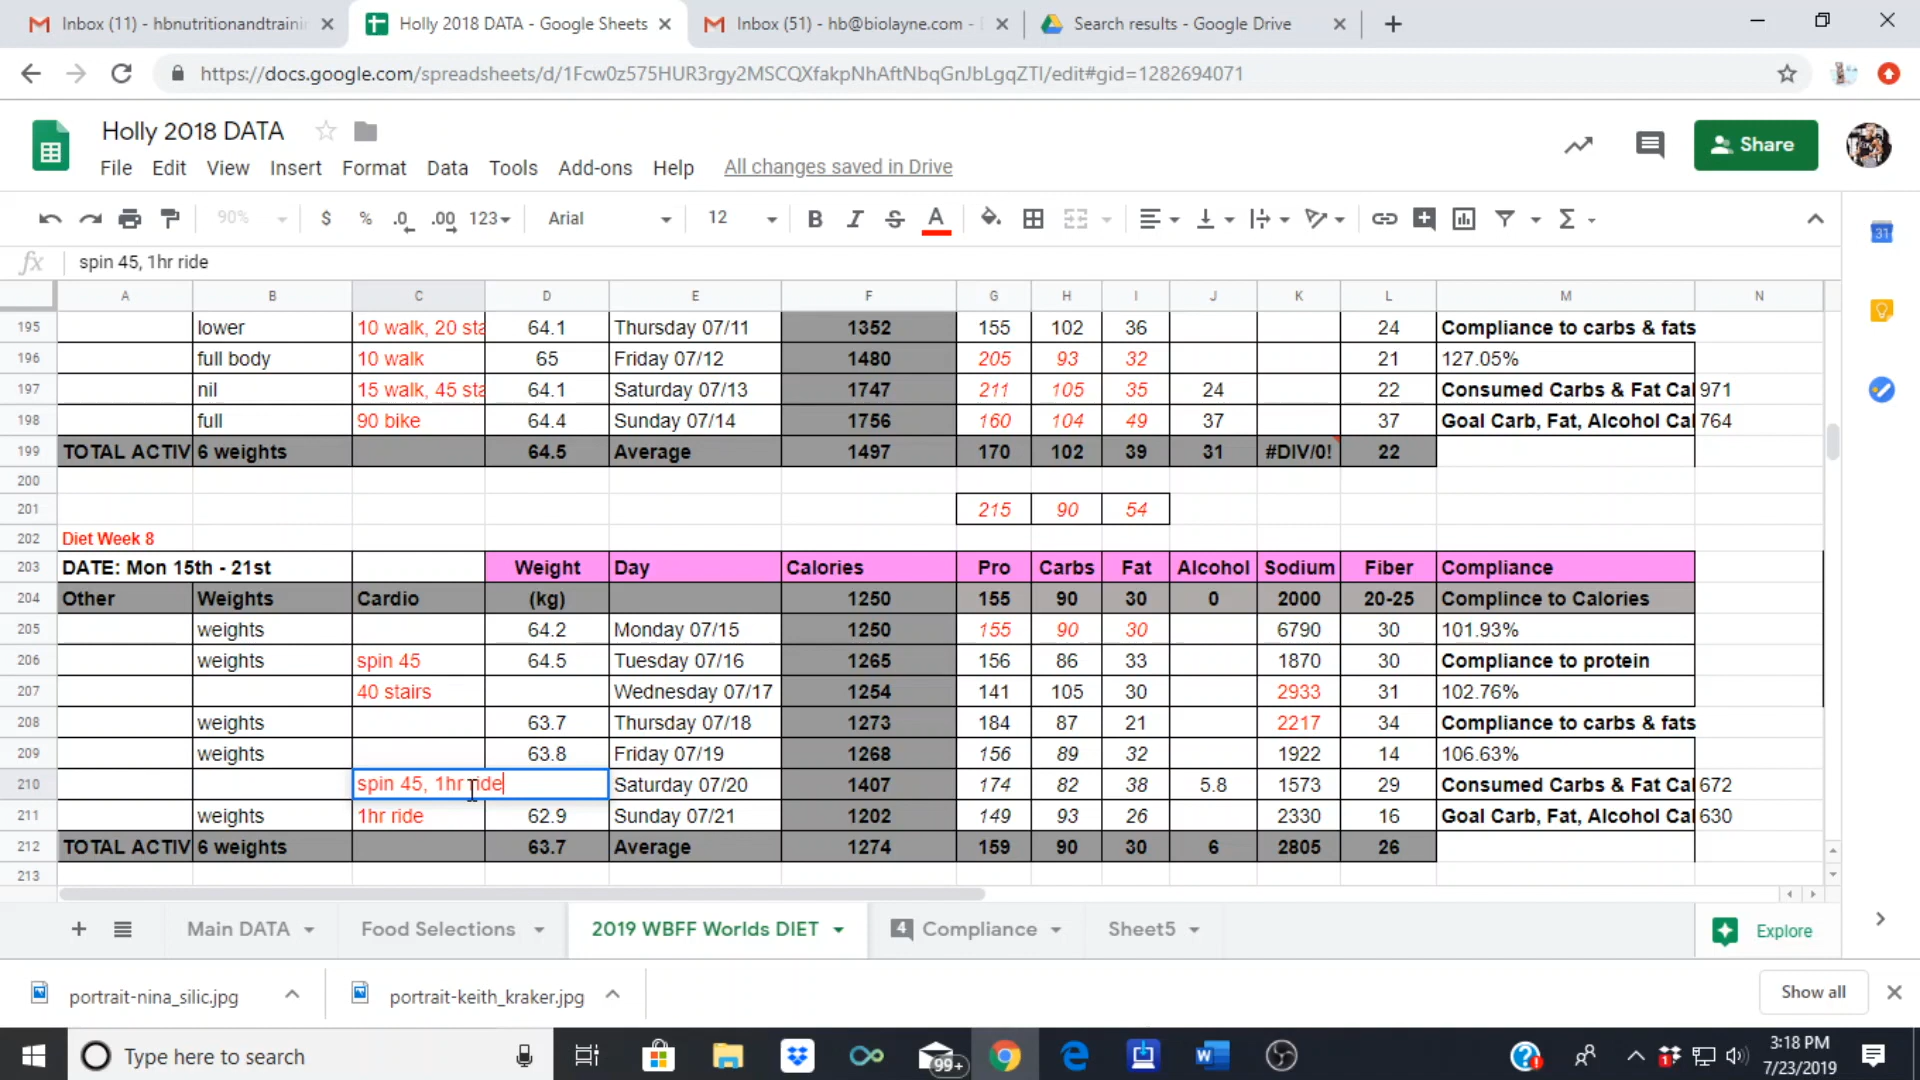 Inbox (11) - hbnutritionandtraini
Holly 2018 DATA - Google Sheets
Inbox (51) - hb@biolayne.com -
Search results - Google Drive
https://docs.google.com/spreadsheets/d/1Fcw0z575HUR3rgy2MSCQXfakpNhAftNbqGnJbLgqZTI/edit#gid=1282694071
Holly 2018 DATA
File Edit View Insert Format Data Tools Add-ons Help All changes saved in Drive
Share
90% $ % .0 .00 123 Arial 12 B I S A Σ
31
fx spin 45, 1hr ride
A B C D E F G H I J K L M N
195 lower 10 walk, 20 sta 64.1 Thursday 07/11 1352 155 102 36 24 Compliance to carbs & fats
196 full body 10 walk 65 Friday 07/12 1480 205 93 32 21 127.05%
197 nil 15 walk, 45 sta 64.1 Saturday 07/13 1747 211 105 35 24 22 Consumed Carbs & Fat Cal 971
198 full 90 bike 64.4 Sunday 07/14 1756 160 104 49 37 37 Goal Carb, Fat, Alcohol Cal 764
199 TOTAL ACTIV 6 weights 64.5 Average 1497 170 102 39 31 #DIV/0! 22
200
201 215 90 54
202 Diet Week 8
203 DATE: Mon 15th - 21st Weight Day Calories Pro Carbs Fat Alcohol Sodium Fiber Compliance
204 Other Weights Cardio (kg) 1250 155 90 30 0 2000 20-25 Complince to Calories
205 weights 64.2 Monday 07/15 1250 155 90 30 6790 30 101.93%
206 weights spin 45 64.5 Tuesday 07/16 1265 156 86 33 1870 30 Compliance to protein
207 40 stairs Wednesday 07/17 1254 141 105 30 2933 31 102.76%
208 weights 63.7 Thursday 07/18 1273 184 87 21 2217 34 Compliance to carbs & fats
209 weights 63.8 Friday 07/19 1268 156 89 32 1922 14 106.63%
210 spin 45, 1hr ride Saturday 07/20 1407 174 82 38 5.8 1573 29 Consumed Carbs & Fat Cal 672
211 weights 1hr ride 62.9 Sunday 07/21 1202 149 93 26 2330 16 Goal Carb, Fat, Alcohol Cal 630
212 TOTAL ACTIV 6 weights 63.7 Average 1274 159 90 30 6 2805 26
213
Main DATA Food Selections 2019 WBFF Worlds DIET 4 Compliance Sheet5 Explore
portrait-nina_silic.jpg portrait-keith_kraker.jpg Show all
Type here to search 99+ 3:18 PM
7/23/2019